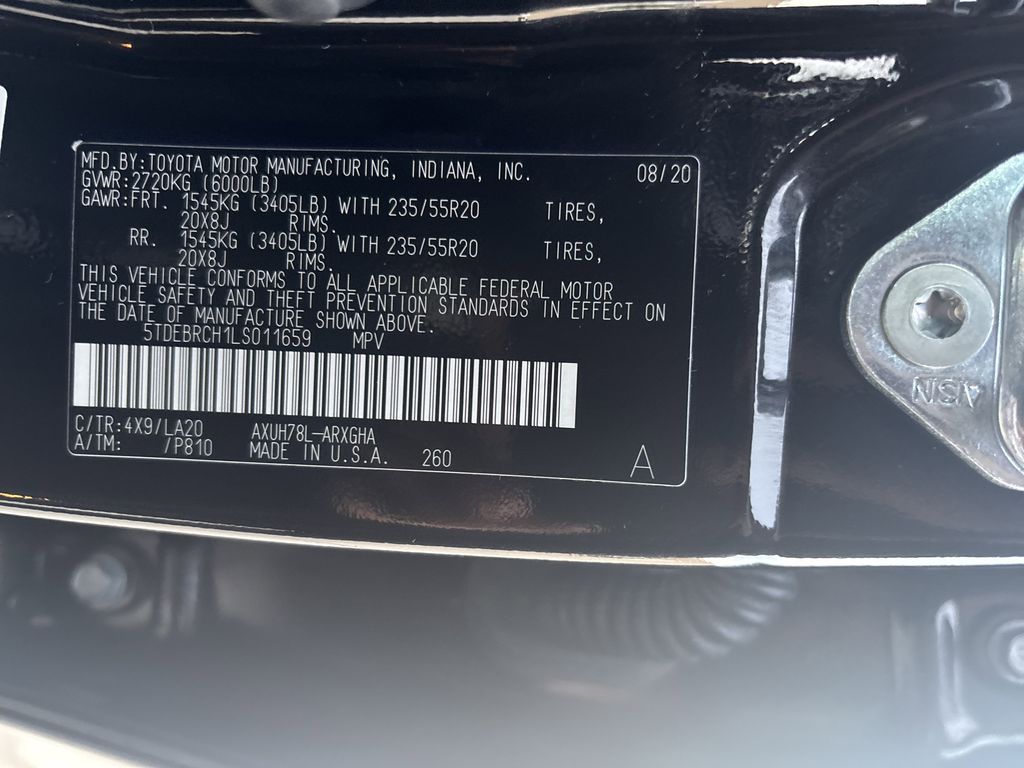 MFD.BY:TOYOTA MOTOR MANUFACTURING, INDIANA, INC. 08/20
GVWR:2720KG (6000LB)
GAWR:FRT. 1545KG (3405LB) WITH 235/55R20 TIRES,
20X8J RIMS.
RR. 1545KG (3405LB) WITH 235/55R20 TIRES,
20X8J RIMS.
THIS VEHICLE CONFORMS TO ALL APPLICABLE FEDERAL MOTOR
VEHICLE SAFETY AND THEFT PREVENTION STANDARDS IN EFFECT ON
THE DATE OF MANUFACTURE SHOWN ABOVE.
5TDEBRCH1LS011659 MPV
C/TR:4X9/LA20 AXUH78L-ARXGHA
A/TM: /P810 MADE IN U.S.A. 260 A
AISIN